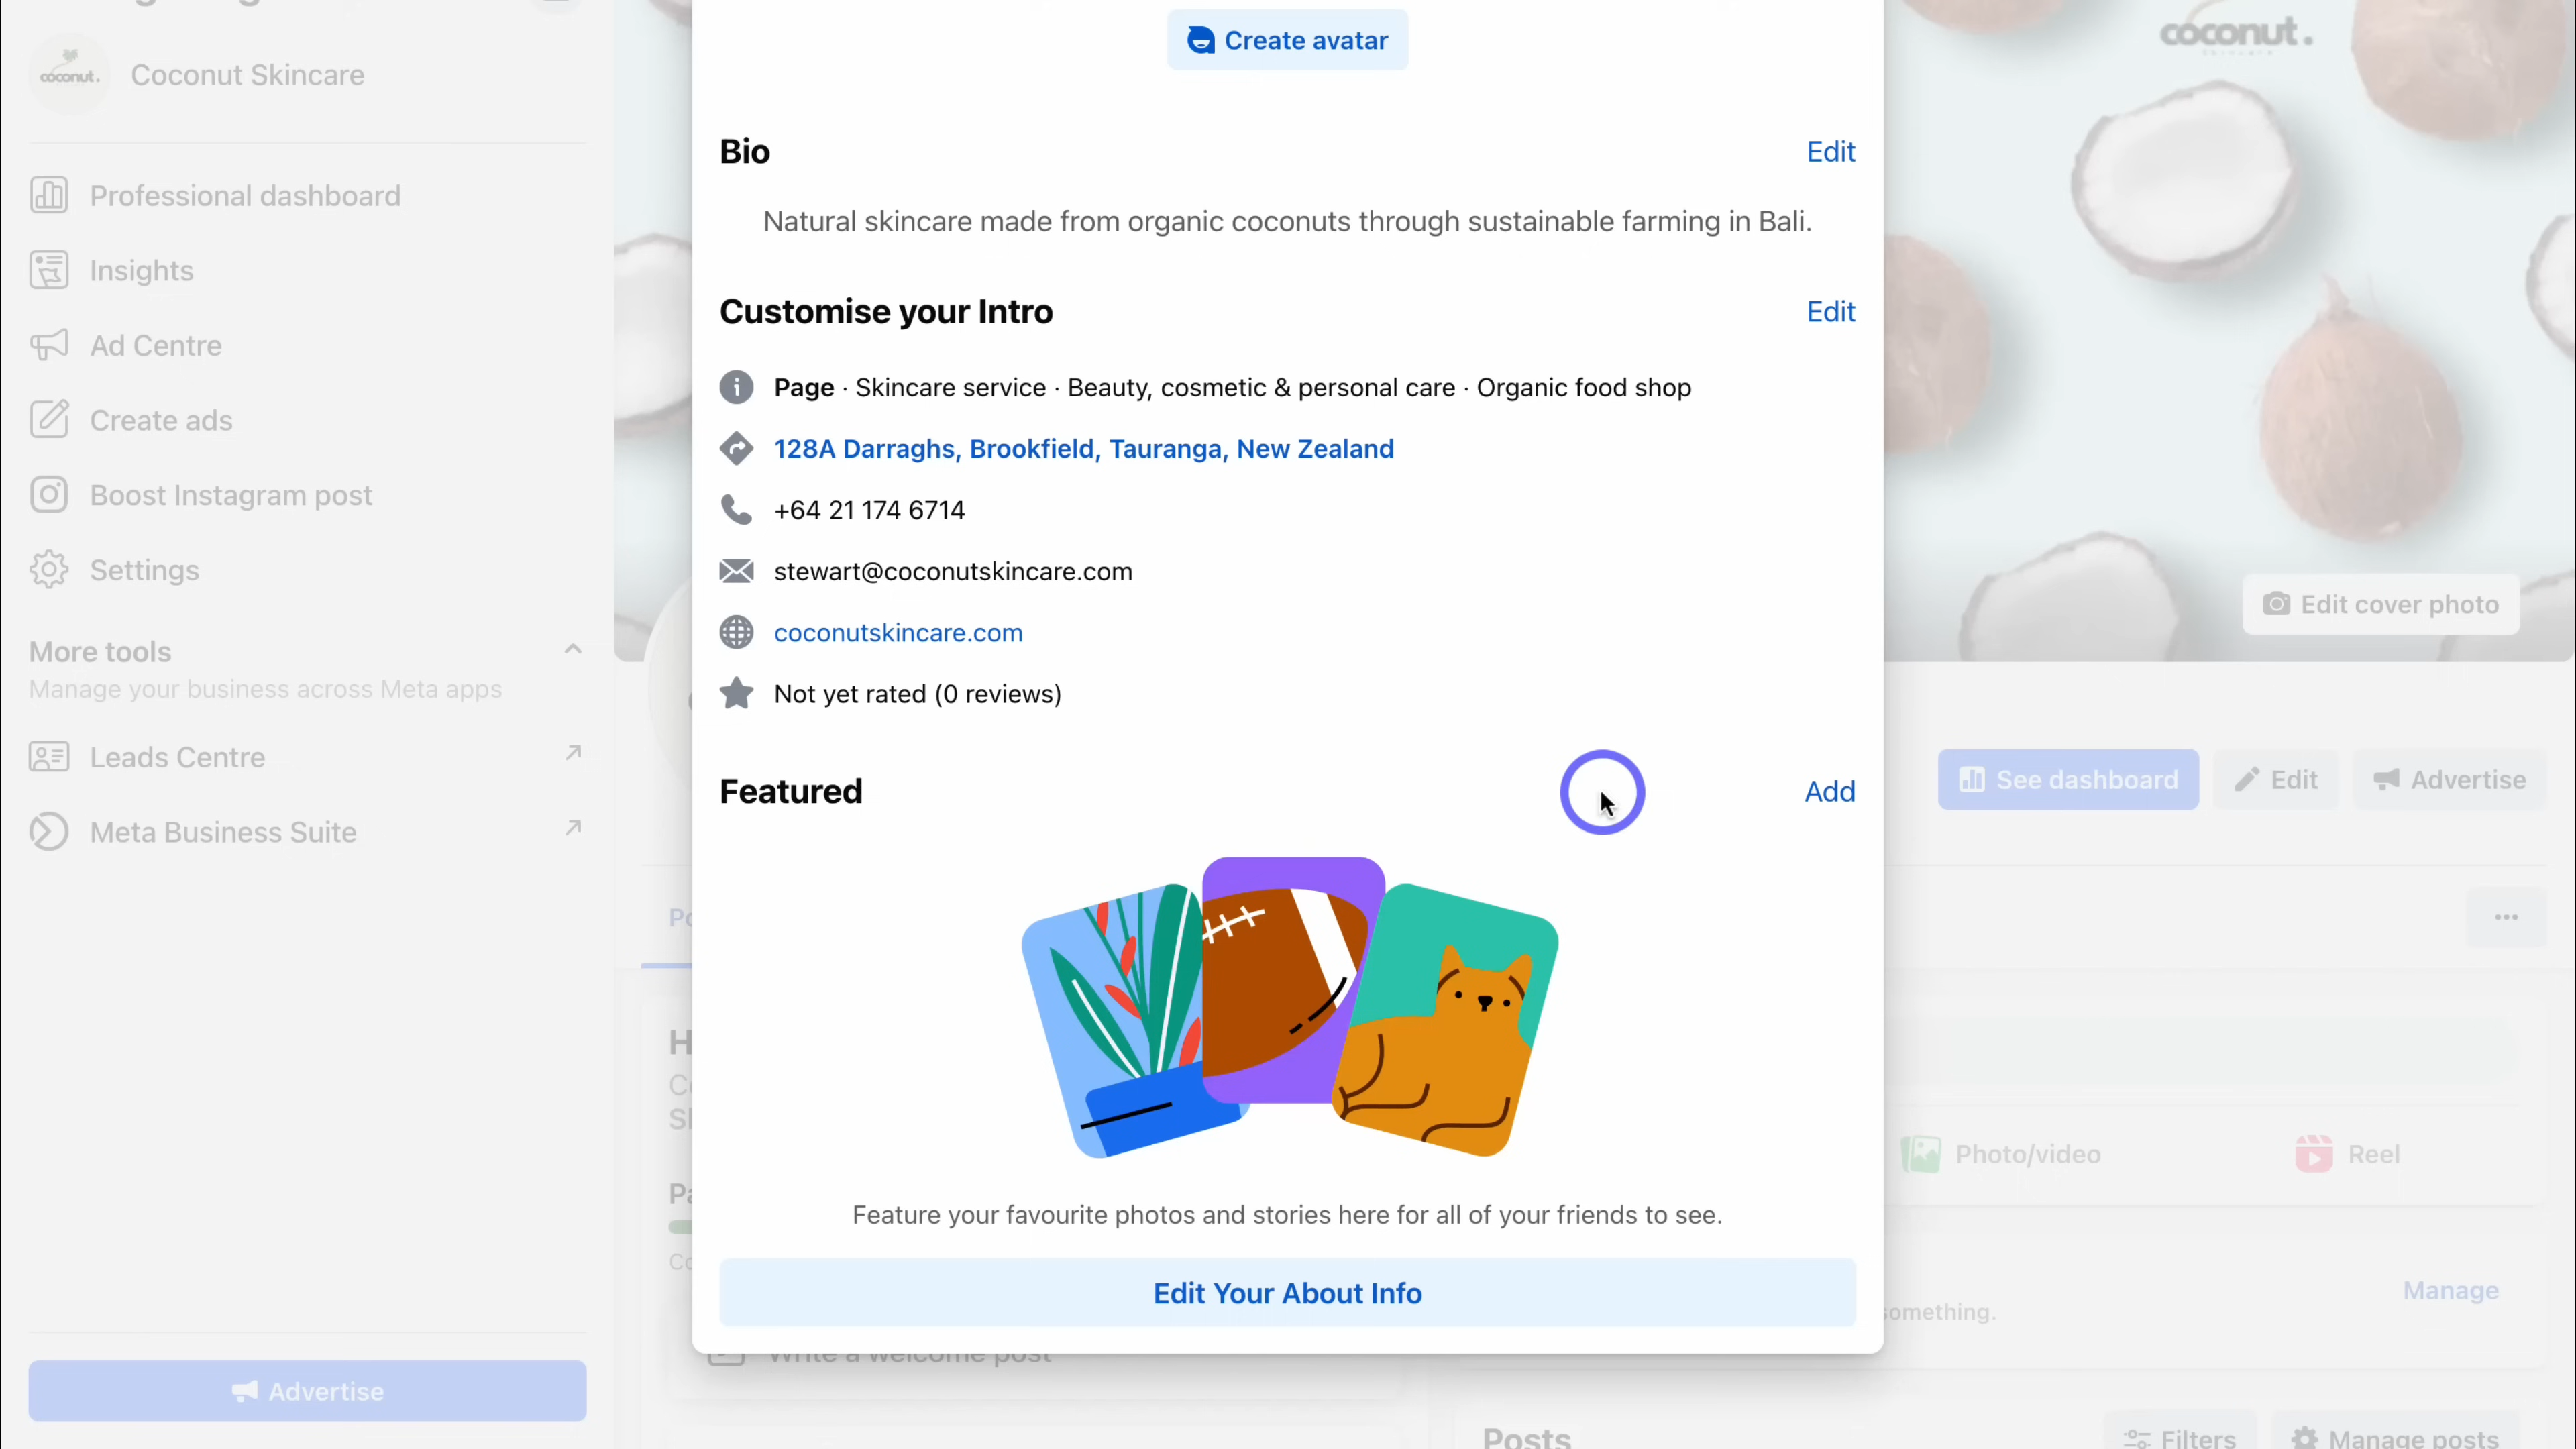 coconut.
Coconut Skincare
Professional dashboard
Insights
Ad Centre
Create ads
Boost Instagram post
Settings
More tools
Manage your business across Meta apps
Leads Centre
Meta Business Suite
Advertise
Create avatar
Bio
Edit
Natural skincare made from organic coconuts through sustainable farming in Bali.
Customise your Intro
Edit
Page · Skincare service · Beauty, cosmetic & personal care · Organic food shop
128A Darraghs, Brookfield, Tauranga, New Zealand
+64 21 174 6714
stewart@coconutskincare.com
coconutskincare.com
Not yet rated (0 reviews)
Featured
Add
Feature your favourite photos and stories here for all of your friends to see.
Edit Your About Info
Write a welcome post
coconut.
Edit cover photo
See dashboard
Edit
Advertise
Photo/video
Reel
Manage
something.
Posts
Filters
Manage posts